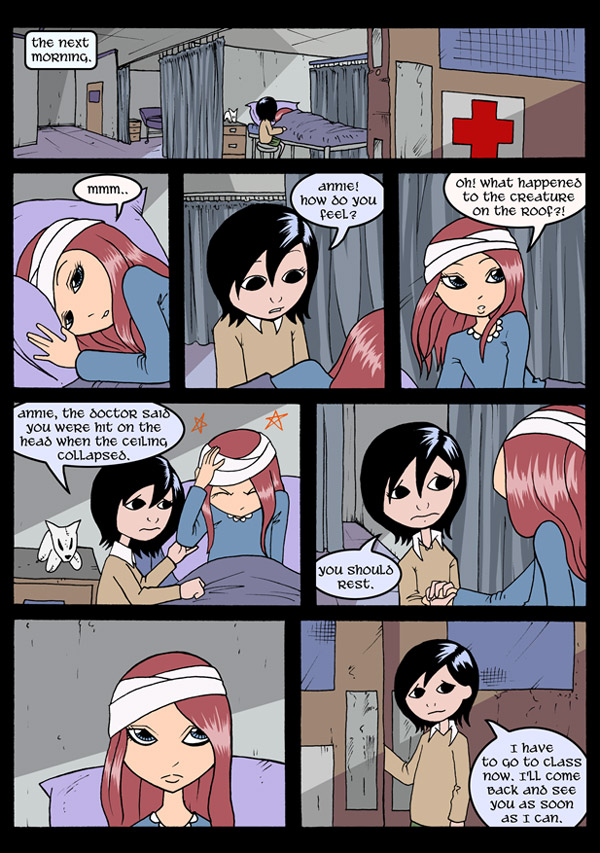 the next
morning.
mmm..
annie!
how do you
feel?
oh! what happened
to the creature
on the roof?!
annie, the doctor said
you were hit on the
head when the ceiling
collapsed.
you should
rest.
I have
to go to class
now. I'll come
back and see
you as soon
as I can.